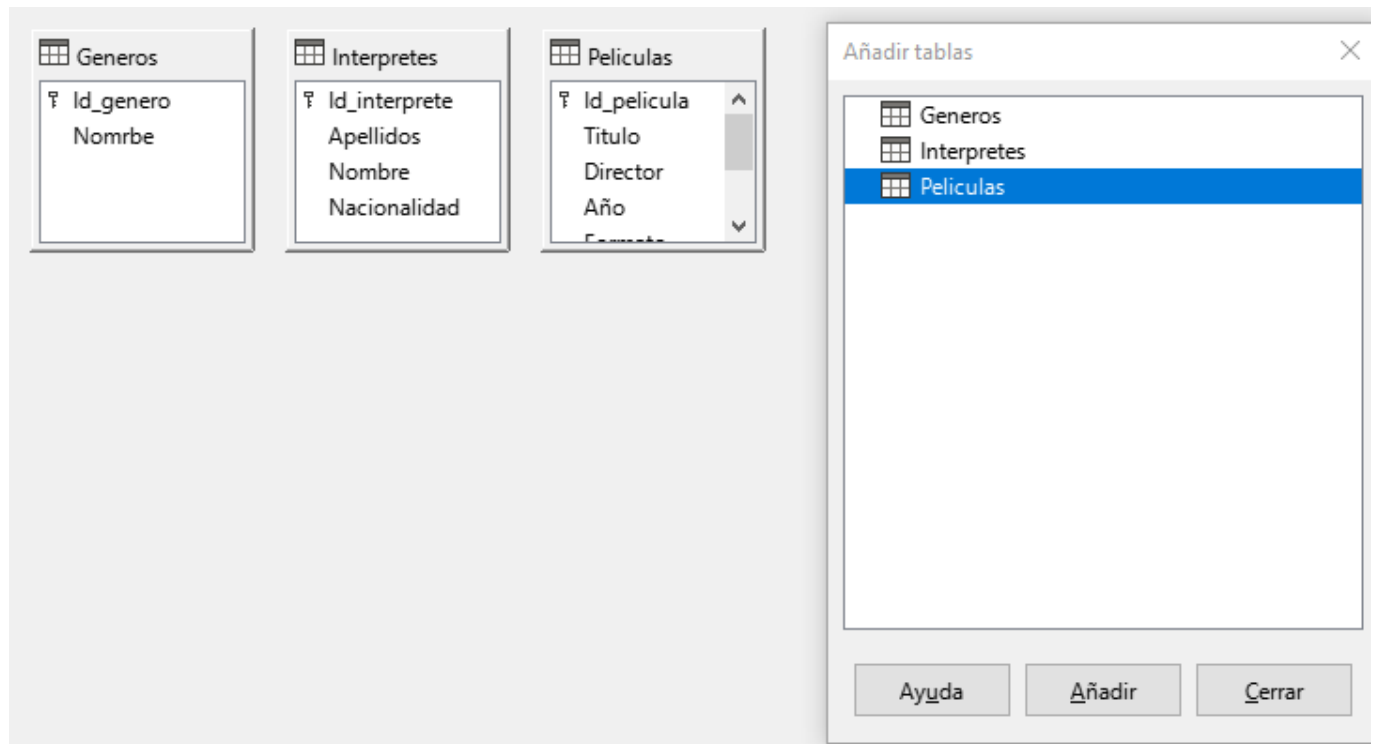 Generos
Id_genero
Nomrbe
Interpretes
Id_interprete
Apellidos
Nombre
Nacionalidad
Peliculas
Id_pelicula
Titulo
Director
Año
Añadir tablas
Generos
Interpretes
Peliculas
Ayuda
Añadir
Cerrar